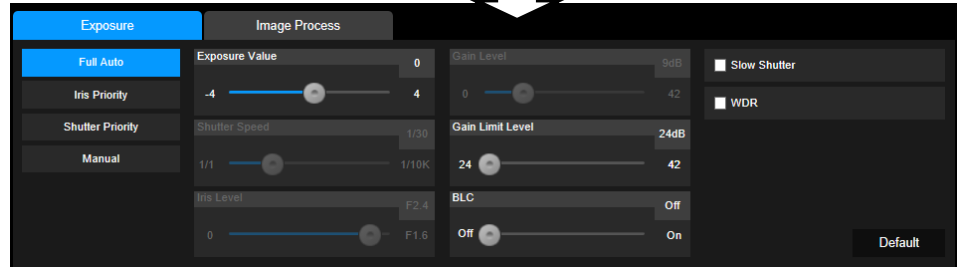 Exposure
Image Process
Full Auto
Iris Priority
Shutter Priority
Manual
Exposure Value 0
-4 4
Shutter Speed 1/30
1/1 1/10K
Iris Level F2.4
0 F1.6
Gain Level 9dB
0 42
Gain Limit Level 24dB
24 42
BLC Off
Off On
Slow Shutter
WDR
Default